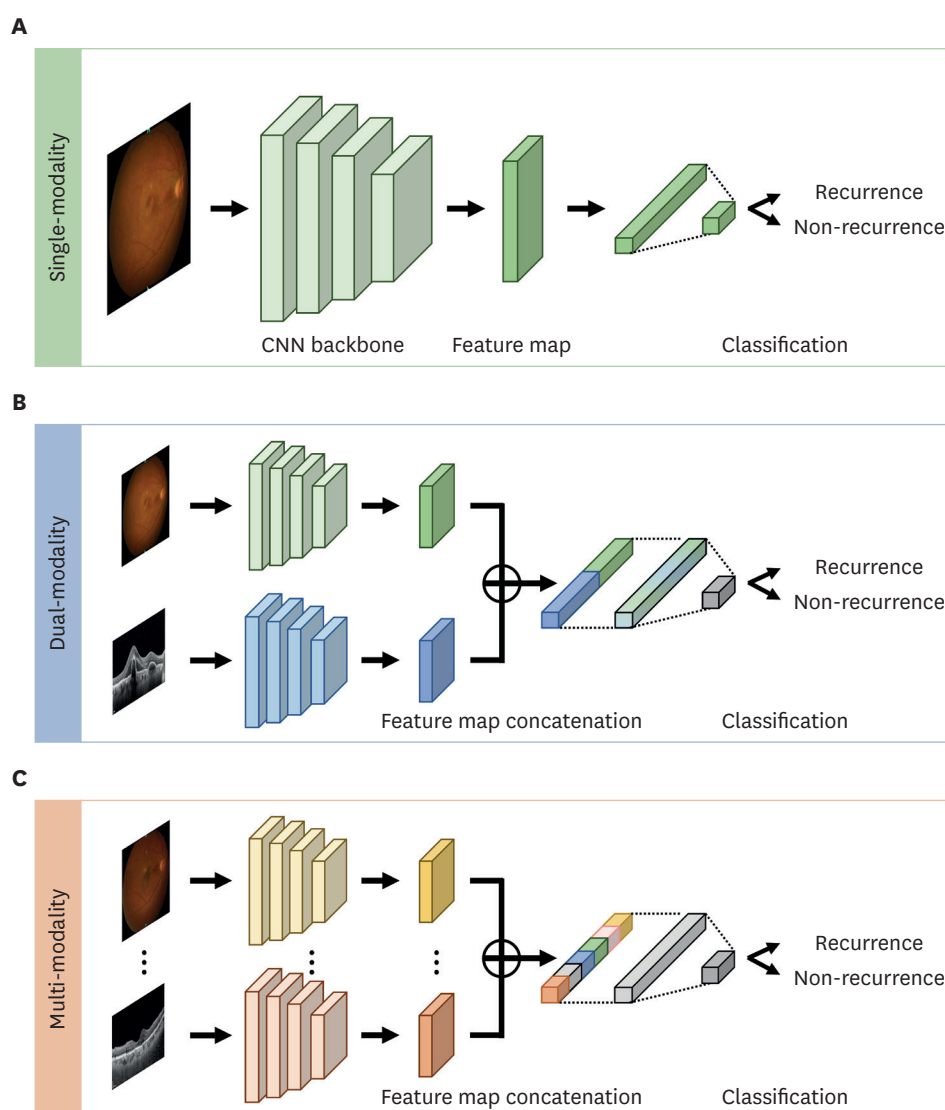 A
Single-modality
Recurrence
Non-recurrence
CNN backbone
Feature map
Classification
B
Dual-modality
Recurrence
Non-recurrence
Feature map concatenation
Classification
C
Multi-modality
Recurrence
Non-recurrence
Feature map concatenation
Classification